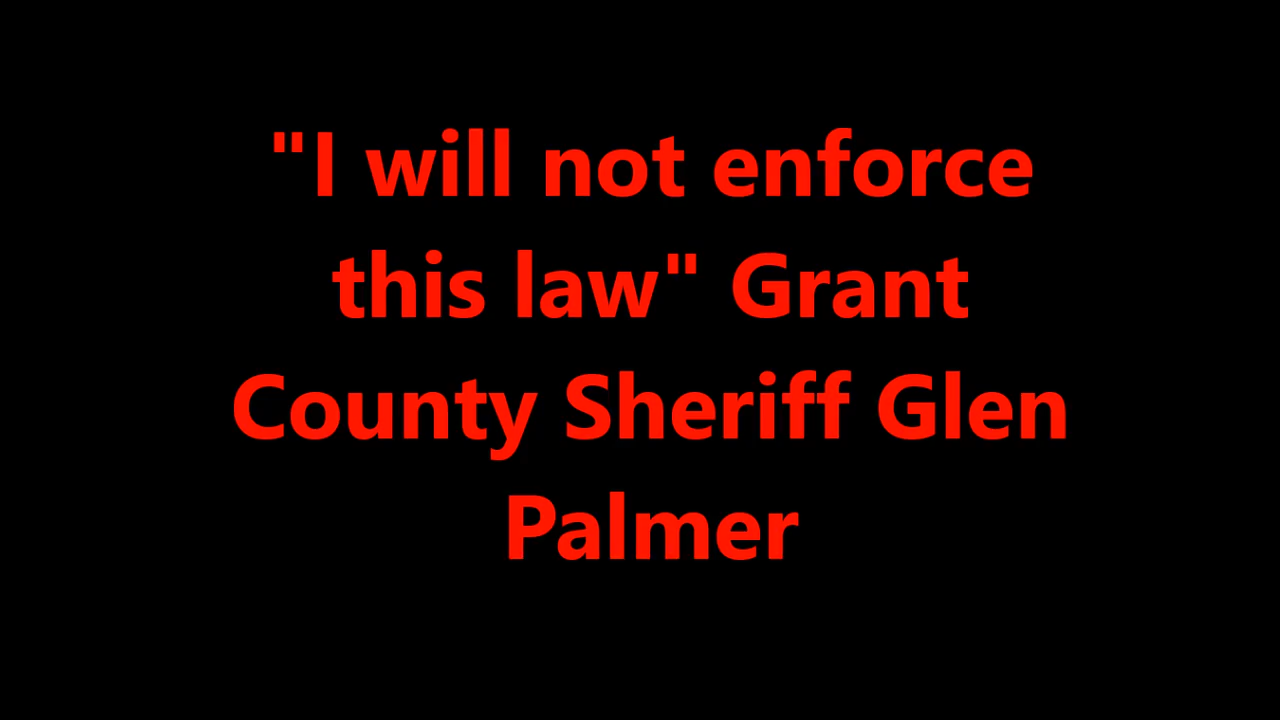 "I will not enforce
this law" Grant
County Sheriff Glen
Palmer